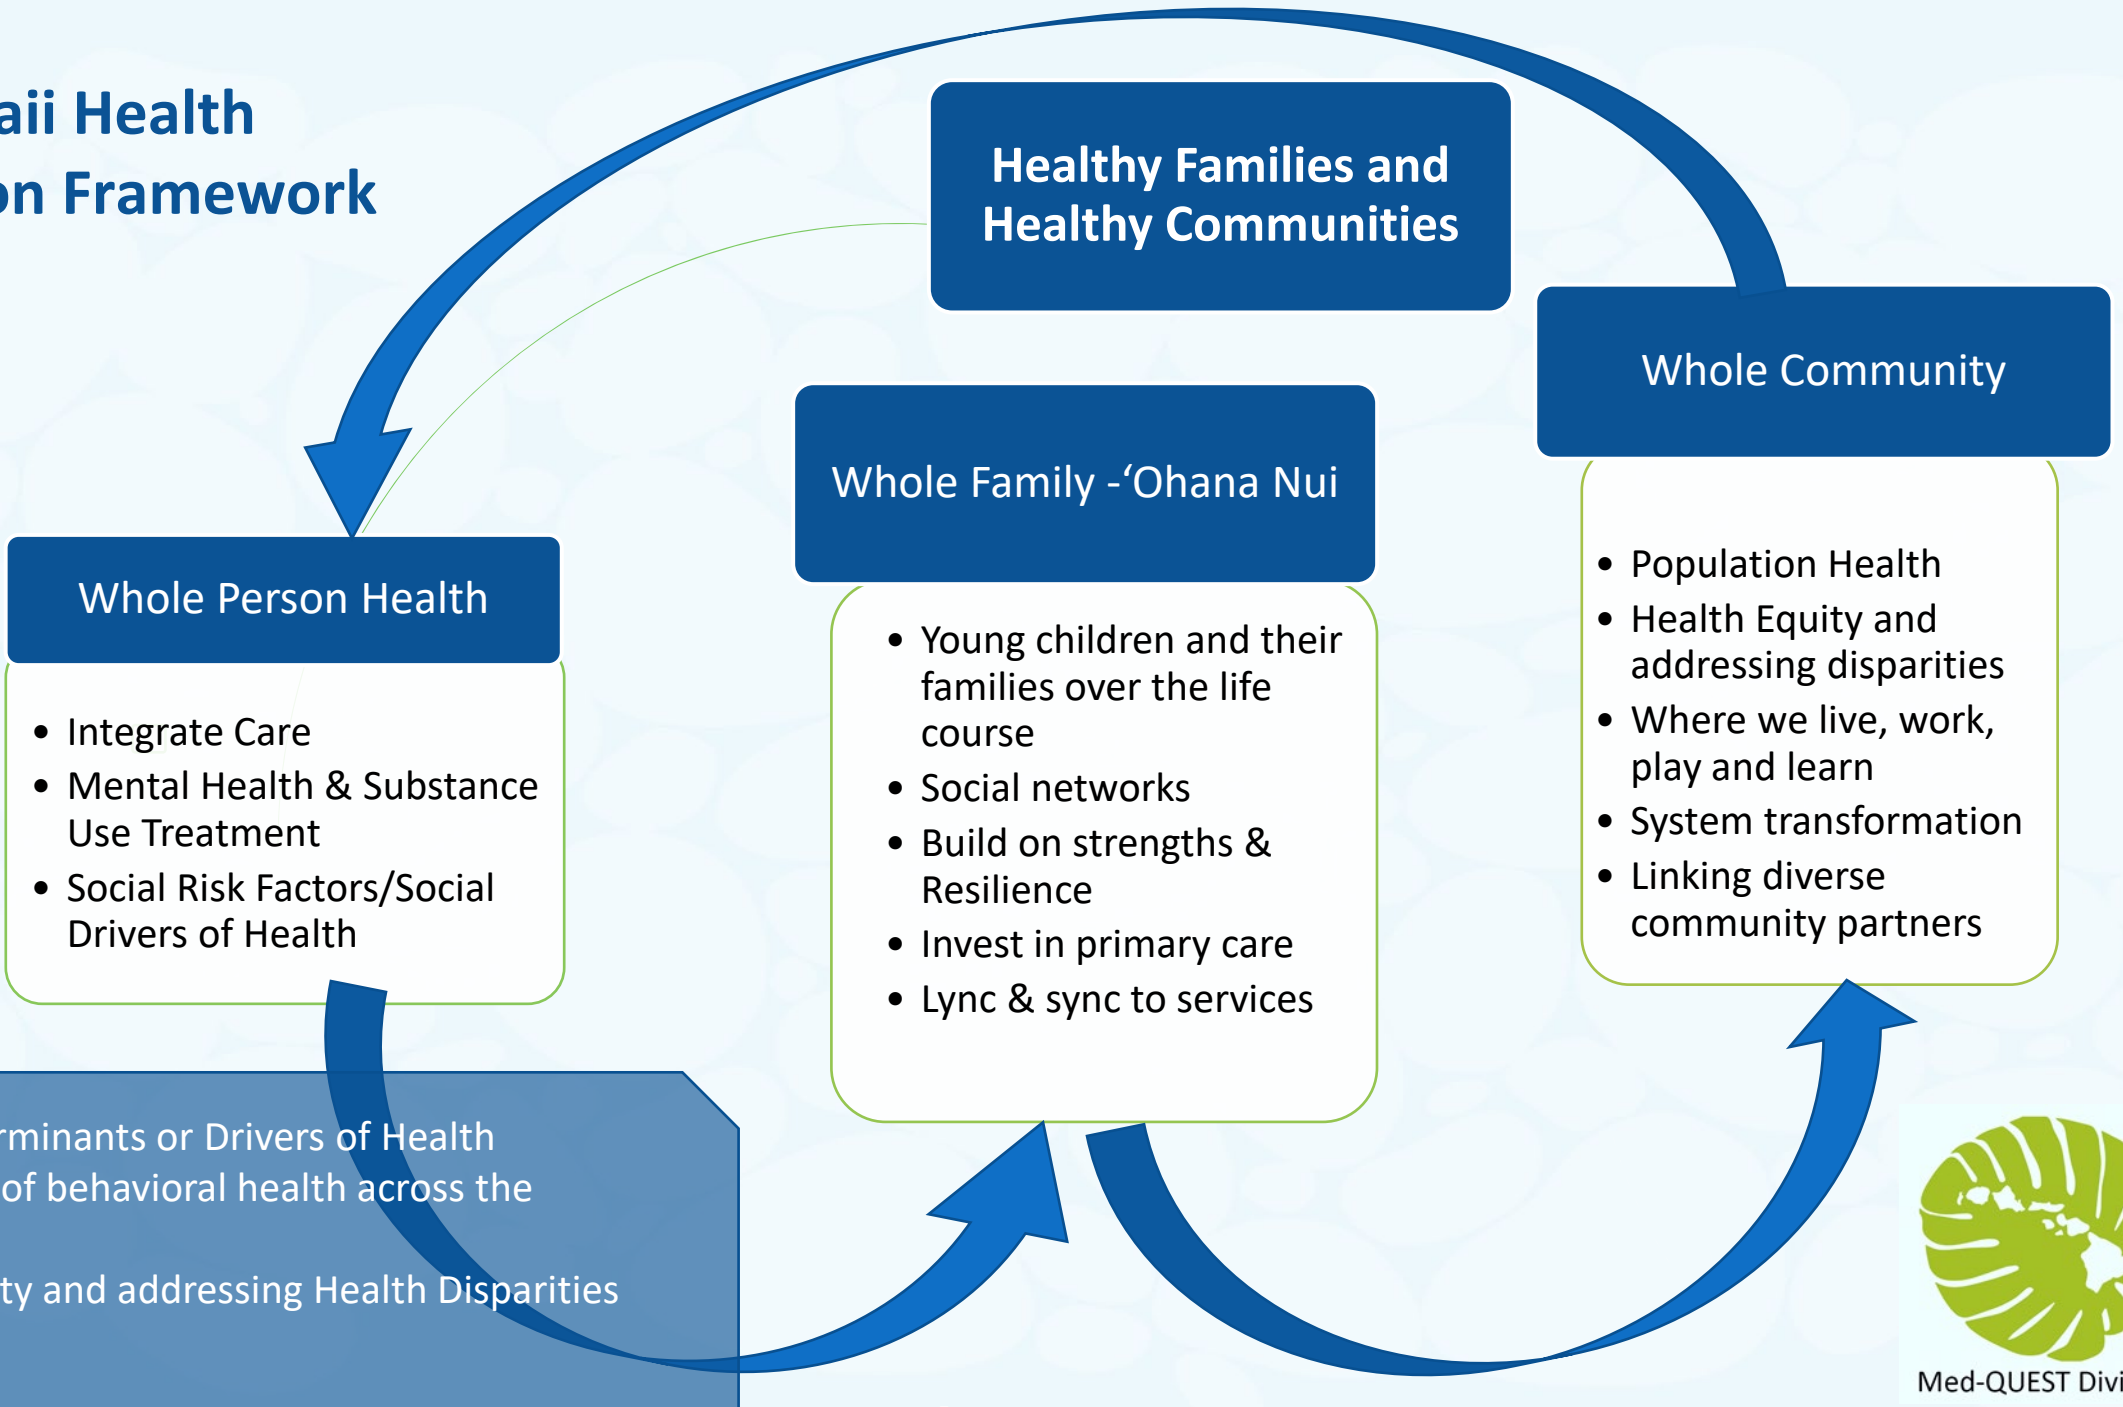 aii Health
on Framework
Healthy Families and
Healthy Communities
Whole Person Health
• Integrate Care
• Mental Health & Substance
Use Treatment
• Social Risk Factors/Social
Drivers of Health
Whole Family -‘Ohana Nui
• Young children and their
families over the life
course
• Social networks
• Build on strengths &
Resilience
• Invest in primary care
• Lync & sync to services
Whole Community
• Population Health
• Health Equity and
addressing disparities
• Where we live, work,
play and learn
• System transformation
• Linking diverse
community partners
rminants or Drivers of Health
of behavioral health across the
ty and addressing Health Disparities
Med-QUEST Divi